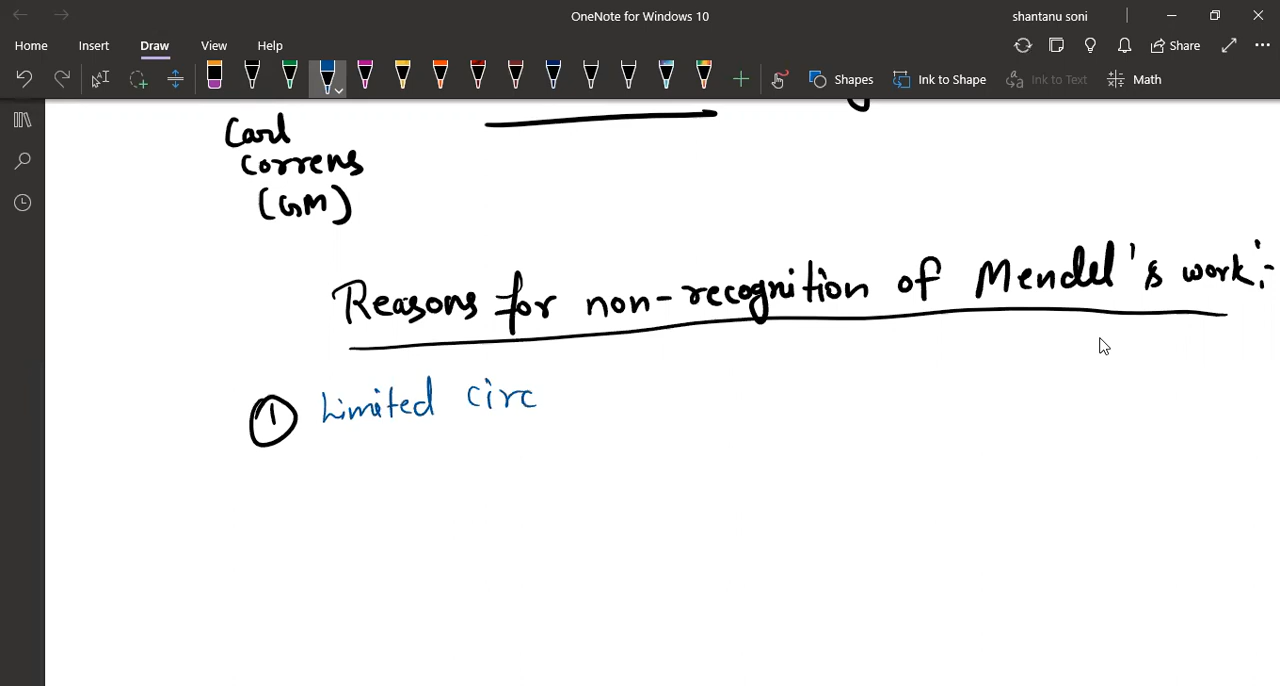 OneNote for Windows 10
shantanu soni
Home Insert Draw View Help
Share
Shapes
Ink to Shape
Ink to Text
Math
Carl
Correns
(GM)
Reasons for non-recognition of Mendel's work:-
1 Limited circ